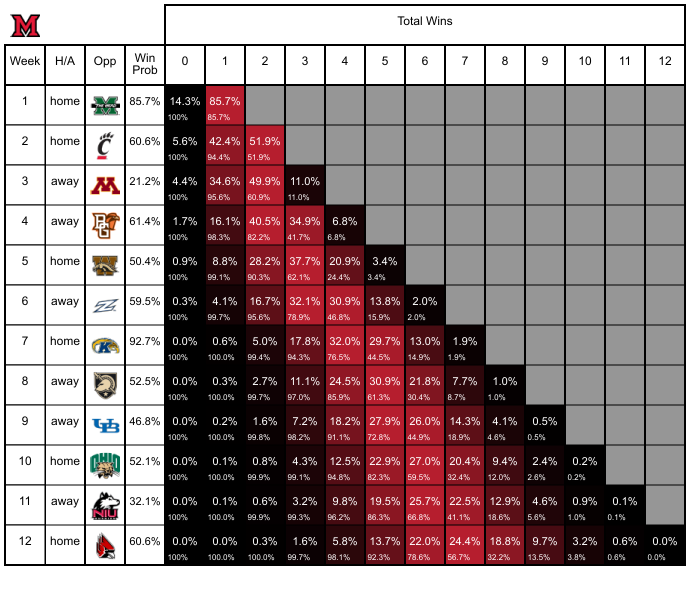 M
Total Wins
Week H/A Opp Win Prob 0 1 2 3 4 5 6 7 8 9 10 11 12
1 home 85.7% 14.3% 85.7%
100% 85.7%
2 home 60.6% 5.6% 42.4% 51.9%
100% 94.4% 51.9%
3 away 21.2% 4.4% 34.6% 49.9% 11.0%
100% 95.6% 60.9% 11.0%
4 away 61.4% 1.7% 16.1% 40.5% 34.9% 6.8%
100% 98.3% 82.2% 41.7% 6.8%
5 home 50.4% 0.9% 8.8% 28.2% 37.7% 20.9% 3.4%
100% 99.1% 90.3% 62.1% 24.4% 3.4%
6 away 59.5% 0.3% 4.1% 16.7% 32.1% 30.9% 13.8% 2.0%
100% 99.7% 95.6% 78.9% 46.8% 15.9% 2.0%
7 home 92.7% 0.0% 0.6% 5.0% 17.8% 32.0% 29.7% 13.0% 1.9%
100% 100.0% 99.4% 94.3% 76.5% 44.5% 14.9% 1.9%
8 away 52.5% 0.0% 0.3% 2.7% 11.1% 24.5% 30.9% 21.8% 7.7% 1.0%
100% 100.0% 99.7% 97.0% 85.9% 61.3% 30.4% 8.7% 1.0%
9 away UB 46.8% 0.0% 0.2% 1.6% 7.2% 18.2% 27.9% 26.0% 14.3% 4.1% 0.5%
100% 100.0% 99.8% 98.2% 91.1% 72.8% 44.9% 18.9% 4.6% 0.5%
10 home OHIO 52.1% 0.0% 0.1% 0.8% 4.3% 12.5% 22.9% 27.0% 20.4% 9.4% 2.4% 0.2%
100% 100.0% 99.9% 99.1% 94.8% 82.3% 59.5% 32.4% 12.0% 2.6% 0.2%
11 away NIU 32.1% 0.0% 0.1% 0.6% 3.2% 9.8% 19.5% 25.7% 22.5% 12.9% 4.6% 0.9% 0.1%
100% 100.0% 99.9% 99.3% 96.2% 86.3% 66.8% 41.1% 18.6% 5.6% 1.0% 0.1%
12 home 60.6% 0.0% 0.0% 0.3% 1.6% 5.8% 13.7% 22.0% 24.4% 18.8% 9.7% 3.2% 0.6% 0.0%
100% 100.0% 100.0% 99.7% 98.1% 92.3% 78.6% 56.7% 32.2% 13.5% 3.8% 0.6% 0.0%